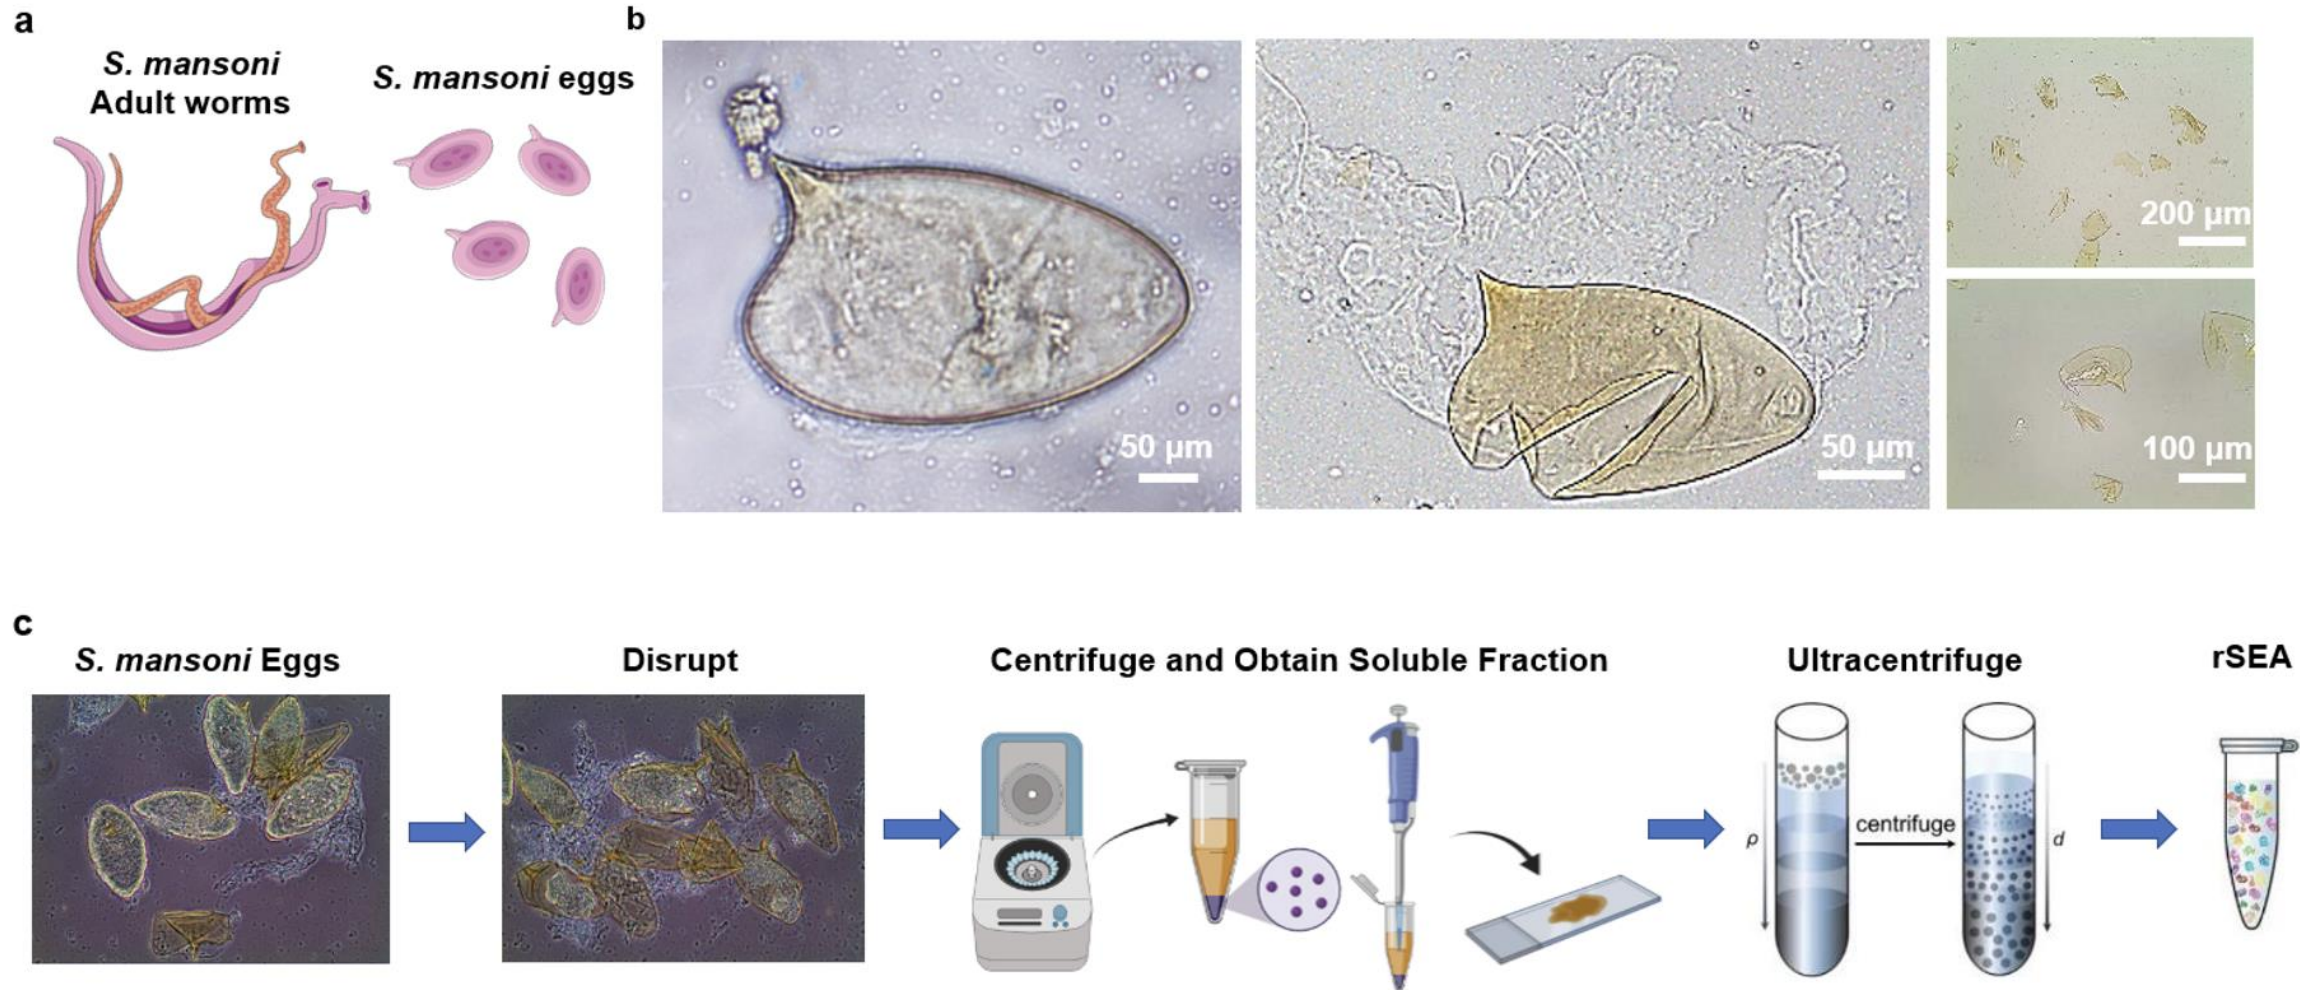 a
S. mansoni
Adult worms
S. mansoni eggs
b
50 μm
50 μm
200 μm
100 μm
c
S. mansoni Eggs
Disrupt
Centrifuge and Obtain Soluble Fraction
Ultracentrifuge
rSEA
ρ
centrifuge
d